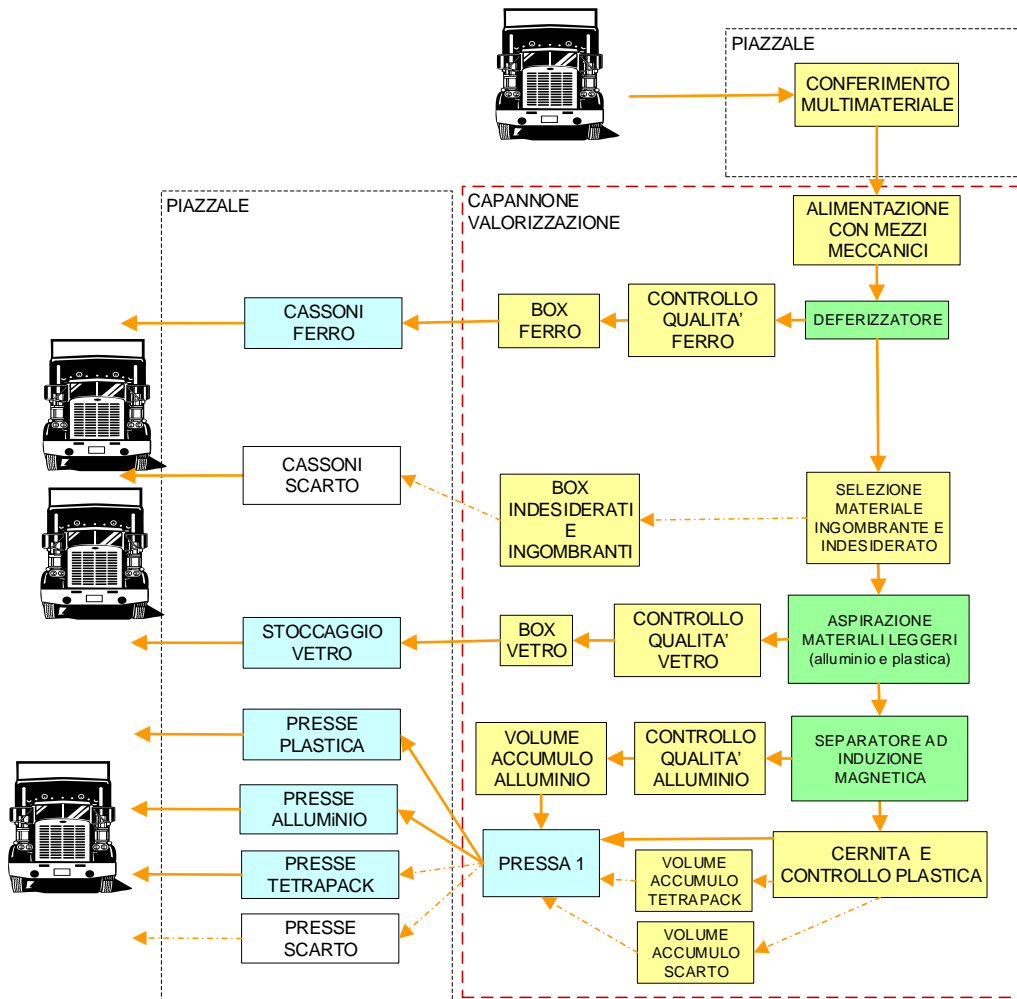 PIAZZALE
CONFERIMENTO
MULTIMATERIALE
PIAZZALE
CAPANNONE
VALORIZZAZIONE
ALIMENTAZIONE
CON MEZZI
MECCANICI
CASSONI
FERRO
BOX
FERRO
CONTROLLO
QUALITA'
FERRO
DEFERIZZATORE
CASSONI
SCARTO
BOX
INDESIDERATI
E
INGOMBRANTI
SELEZIONE
MATERIALE
INGOMBRANTE E
INDESIDERATO
STOCCAGGIO
VETRO
BOX
VETRO
CONTROLLO
QUALITA'
VETRO
ASPIRAZIONE
MATERIALI LEGGERI
(alluminio e plastica)
PRESSE
PLASTICA
VOLUME
ACCUMULO
ALLUMINIO
CONTROLLO
QUALITA'
ALLUMINIO
SEPARATORE AD
INDUZIONE
MAGNETICA
PRESSE
ALLUMiNIO
PRESSE
TETRAPACK
PRESSA 1
VOLUME
ACCUMULO
TETRAPACK
CERNITA E
CONTROLLO PLASTICA
PRESSE
SCARTO
VOLUME
ACCUMULO
SCARTO